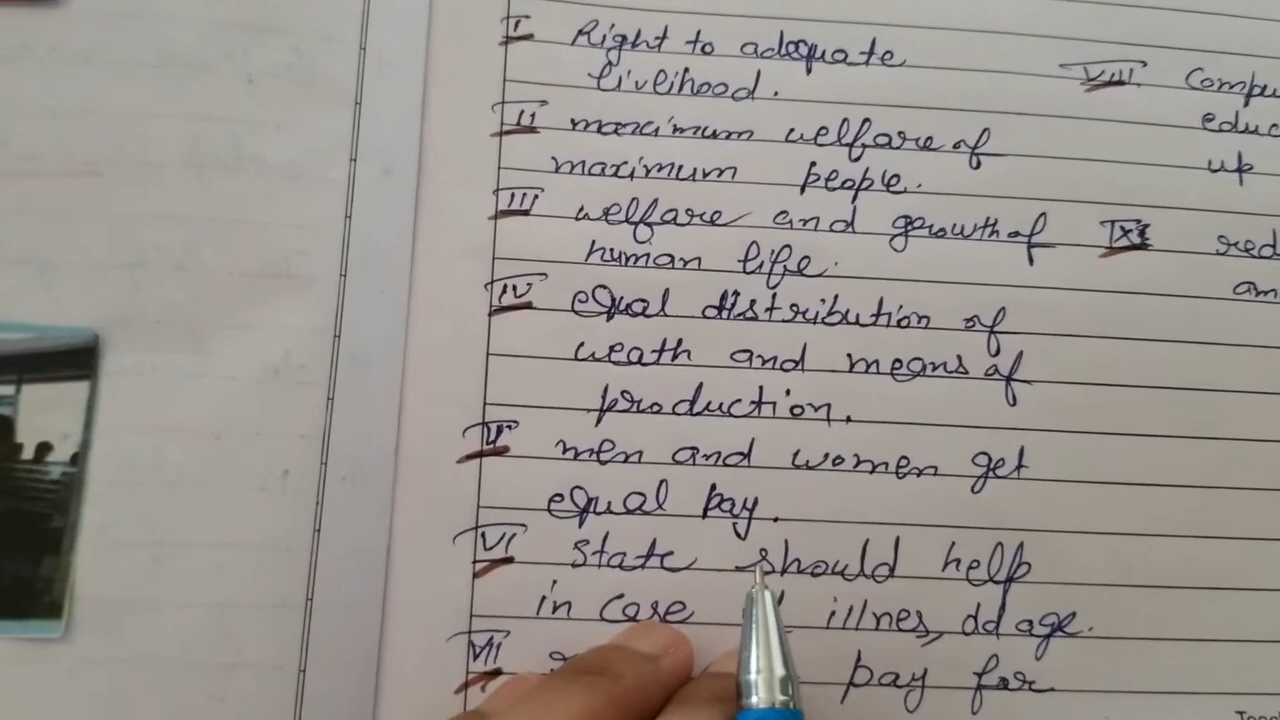 I Right to adequate
livelihood.
II maximum welfare of
maximum people.
III welfare and growth of
human life.
IV equal distribution of
weath and means of
production.
V men and women get
equal pay.
VI state should help
in case illnes, old age.
VII pay for
VIII Compu
educ
up
IX red
am